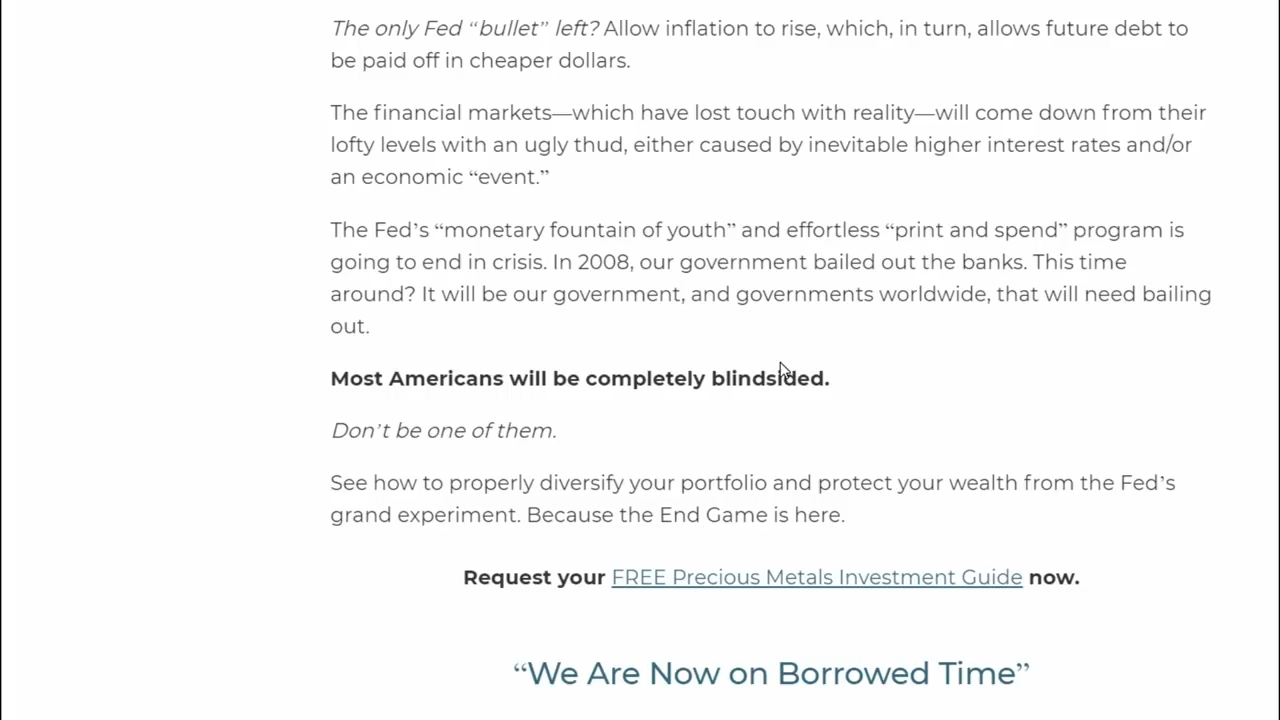 The only Fed “bullet” left? Allow inflation to rise, which, in turn, allows future debt to
be paid off in cheaper dollars.
The financial markets—which have lost touch with reality—will come down from their
lofty levels with an ugly thud, either caused by inevitable higher interest rates and/or
an economic “event.”
The Fed’s “monetary fountain of youth” and effortless “print and spend” program is
going to end in crisis. In 2008, our government bailed out the banks. This time
around? It will be our government, and governments worldwide, that will need bailing
out.
Most Americans will be completely blindsided.
Don’t be one of them.
See how to properly diversify your portfolio and protect your wealth from the Fed’s
grand experiment. Because the End Game is here.
Request your FREE Precious Metals Investment Guide now.
“We Are Now on Borrowed Time”